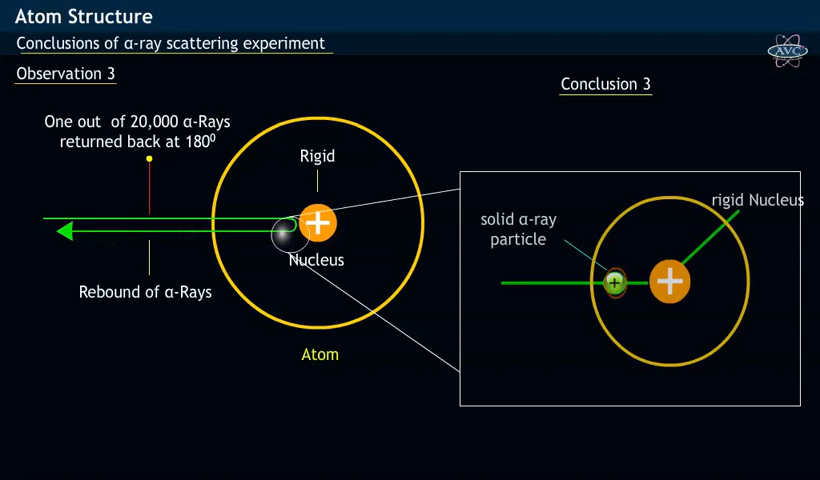 Atom Structure
Conclusions of α-ray scattering experiment
AVC
Observation 3
Conclusion 3
One out of 20,000 α-Rays
returned back at 180⁰
Rigid
+
Nucleus
Rebound of α-Rays
Atom
rigid Nucleus
solid α-ray
particle
+
+